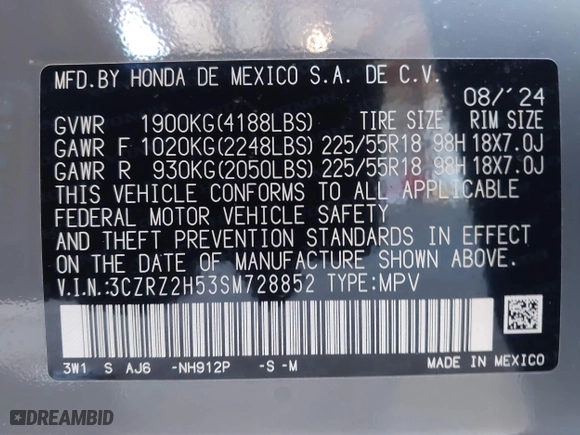 MFD.BY HONDA DE MEXICO S.A. DE C.V.
08/'24
GVWR 1900KG(4188LBS) TIRE SIZE RIM SIZE
GAWR F 1020KG(2248LBS) 225/55R18 98H 18X7.0J
GAWR R 930KG(2050LBS) 225/55R18 98H 18X7.0J
THIS VEHICLE CONFORMS TO ALL APPLICABLE
FEDERAL MOTOR VEHICLE SAFETY
AND THEFT PREVENTION STANDARDS IN EFFECT
ON THE DATE OF MANUFACTURE SHOWN ABOVE.
V.I.N.:3CZRZ2H53SM728852 TYPE:MPV
3W1 S AJ6 -NH912P -S -M MADE IN MEXICO
DREAMBID